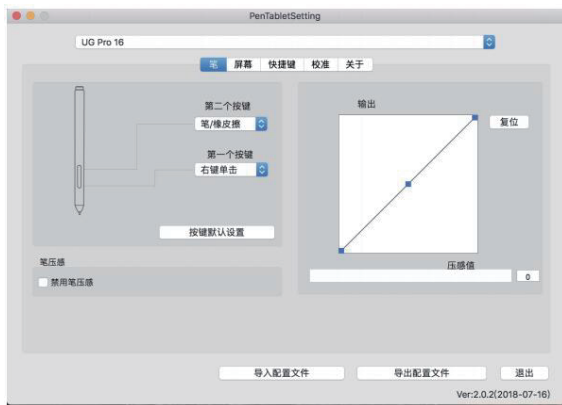 PenTabletSetting
UG Pro 16
笔 屏幕 快捷键 校准 关于
第二个按键
笔/橡皮擦
第一个按键
右键单击
按键默认设置
输出
复位
压感值
0
笔压感
禁用笔压感
导入配置文件 导出配置文件 退出
Ver:2.0.2(2018-07-16)